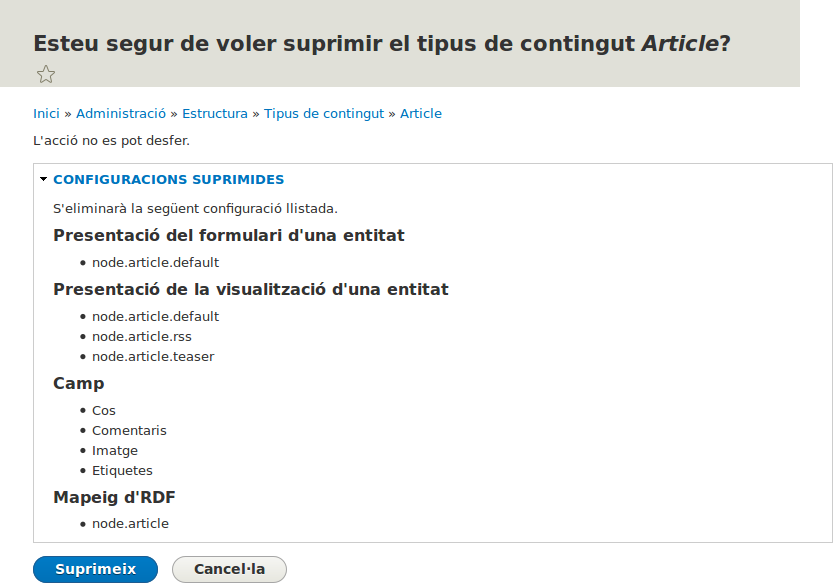 Esteu segur de voler suprimir el tipus de contingut Article?
Inici » Administració » Estructura » Tipus de contingut » Article
L'acció no es pot desfer.
CONFIGURACIONS SUPRIMIDES
S'eliminarà la següent configuració llistada.
Presentació del formulari d'una entitat
node.article.default
Presentació de la visualització d'una entitat
node.article.default
node.article.rss
node.article.teaser
Camp
Cos
Comentaris
Imatge
Etiquetes
Mapeig d'RDF
node.article
Suprimeix Cancel·la